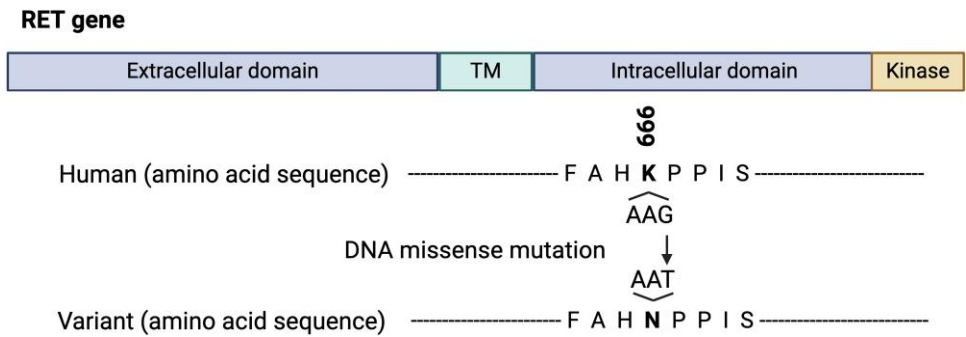 RET gene
Extracellular domain TM Intracellular domain Kinase
666
Human (amino acid sequence) ----------------------- F A H K P P I S --------------------------
AAG
DNA missense mutation
AAT
Variant (amino acid sequence) ----------------------- F A H N P P I S --------------------------